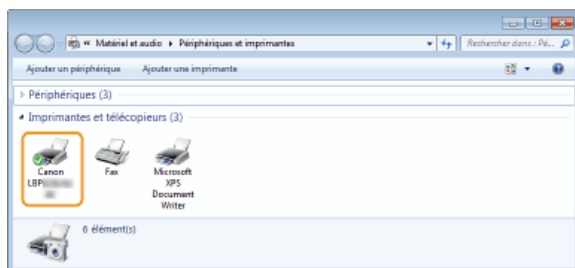 « Matériel et audio ▸ Périphériques et imprimantes
Rechercher dans : Pé...
Ajouter un périphérique Ajouter une imprimante
Périphériques (3)
Imprimantes et télécopieurs (3)
Canon
LBP
Fax
Microsoft
XPS
Document
Writer
6 élément(s)